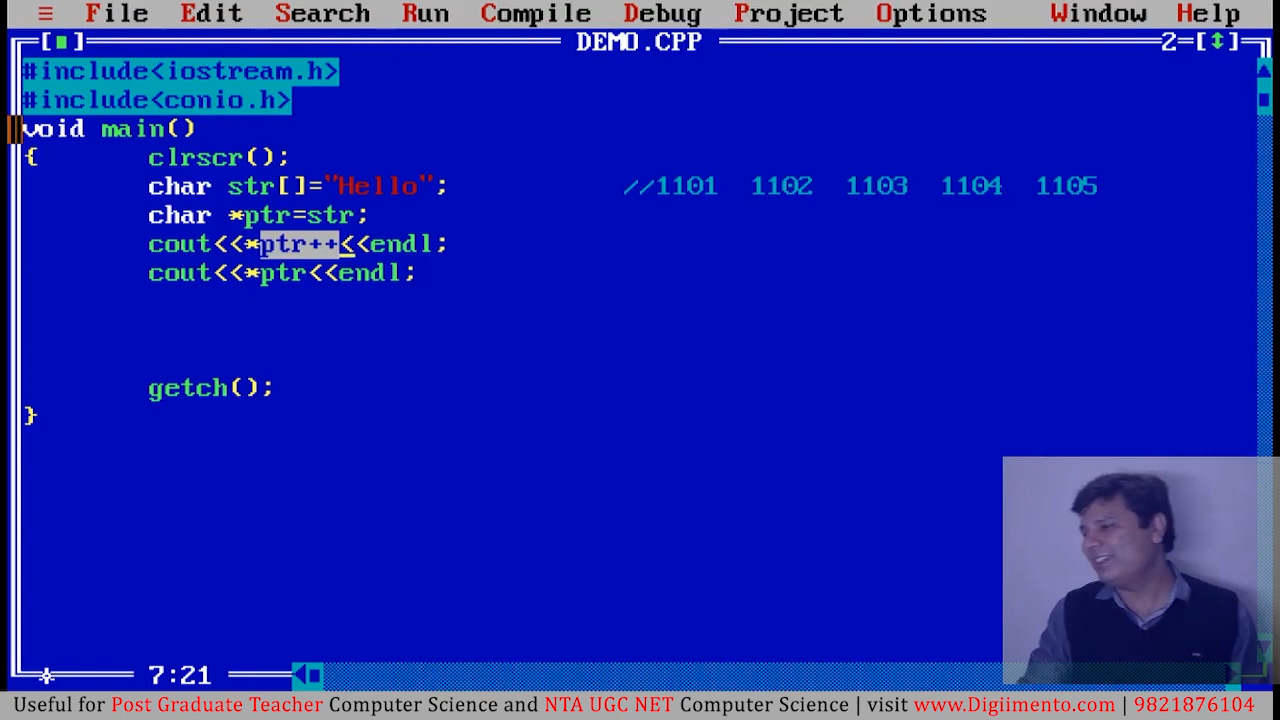 ≡ File Edit Search Run Compile Debug Project Options Window Help
[■] DEMO.CPP 2=[↕]
#include<iostream.h>
#include<conio.h>
void main()
{ clrscr();
char str[]="Hello"; //1101 1102 1103 1104 1105
char *ptr=str;
cout<<*ptr++<<endl;
cout<<*ptr<<endl;
getch();
}
7:21
Useful for Post Graduate Teacher Computer Science and NTA UGC NET Computer Science | visit www.Digiimento.com | 9821876104